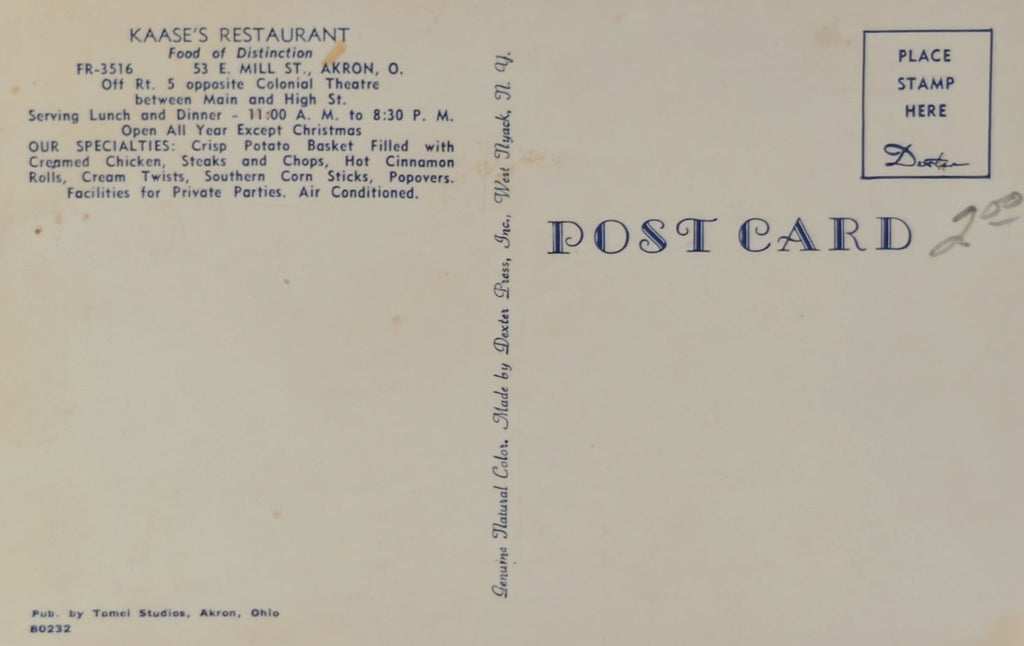 KAASE'S RESTAURANT
Food of Distinction
FR-3516 53 E. MILL ST., AKRON, O.
Off Rt. 5 opposite Colonial Theatre
between Main and High St.
Serving Lunch and Dinner - 11:00 A. M. to 8:30 P. M.
Open All Year Except Christmas
OUR SPECIALTIES: Crisp Potato Basket Filled with
Creamed Chicken, Steaks and Chops, Hot Cinnamon
Rolls, Cream Twists, Southern Corn Sticks, Popovers.
Facilities for Private Parties. Air Conditioned.
Pub. by Tomel Studios, Akron, Ohio
80232
Genuine Natural Color. Made by Dexter Press, Inc., West Nyack, N. Y.
PLACE
STAMP
HERE
Dexter
POST CARD
2.00